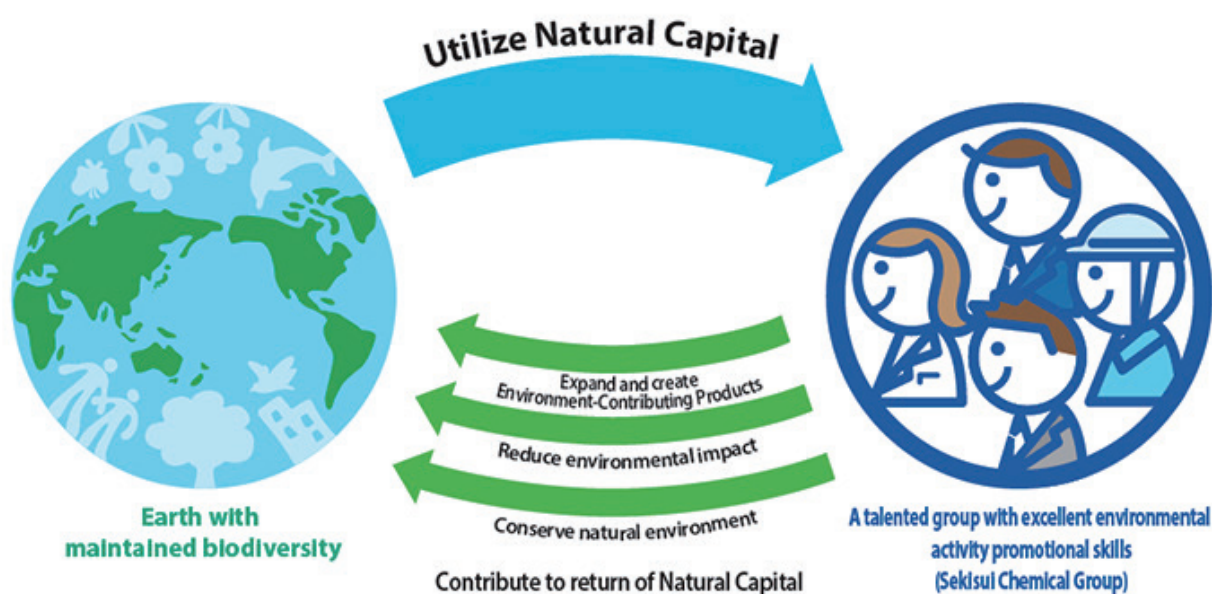 Utilize Natural Capital
Expand and create
Environment-Contributing Products
Reduce environmental impact
Conserve natural environment
Contribute to return of Natural Capital
Earth with
maintained biodiversity
A talented group with excellent environmental
activity promotional skills
(Sekisui Chemical Group)